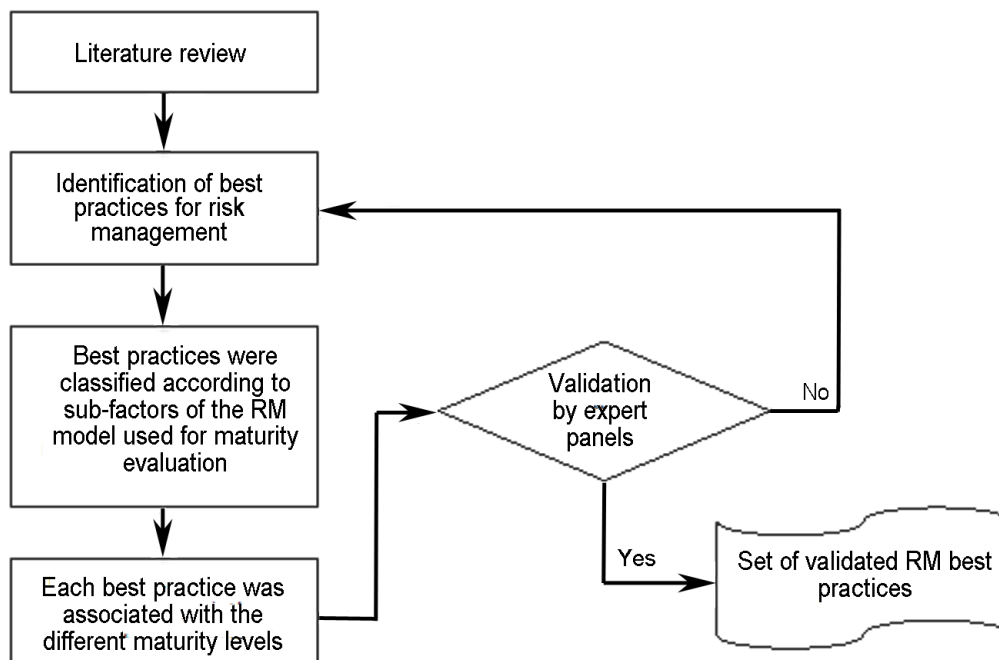 Literature review
Identification of best
practices for risk
management
Best practices were
classified according to
sub-factors of the RM
model used for maturity
evaluation
Each best practice was
associated with the
different maturity levels
Validation
by expert
panels
No
Yes
Set of validated RM best
practices